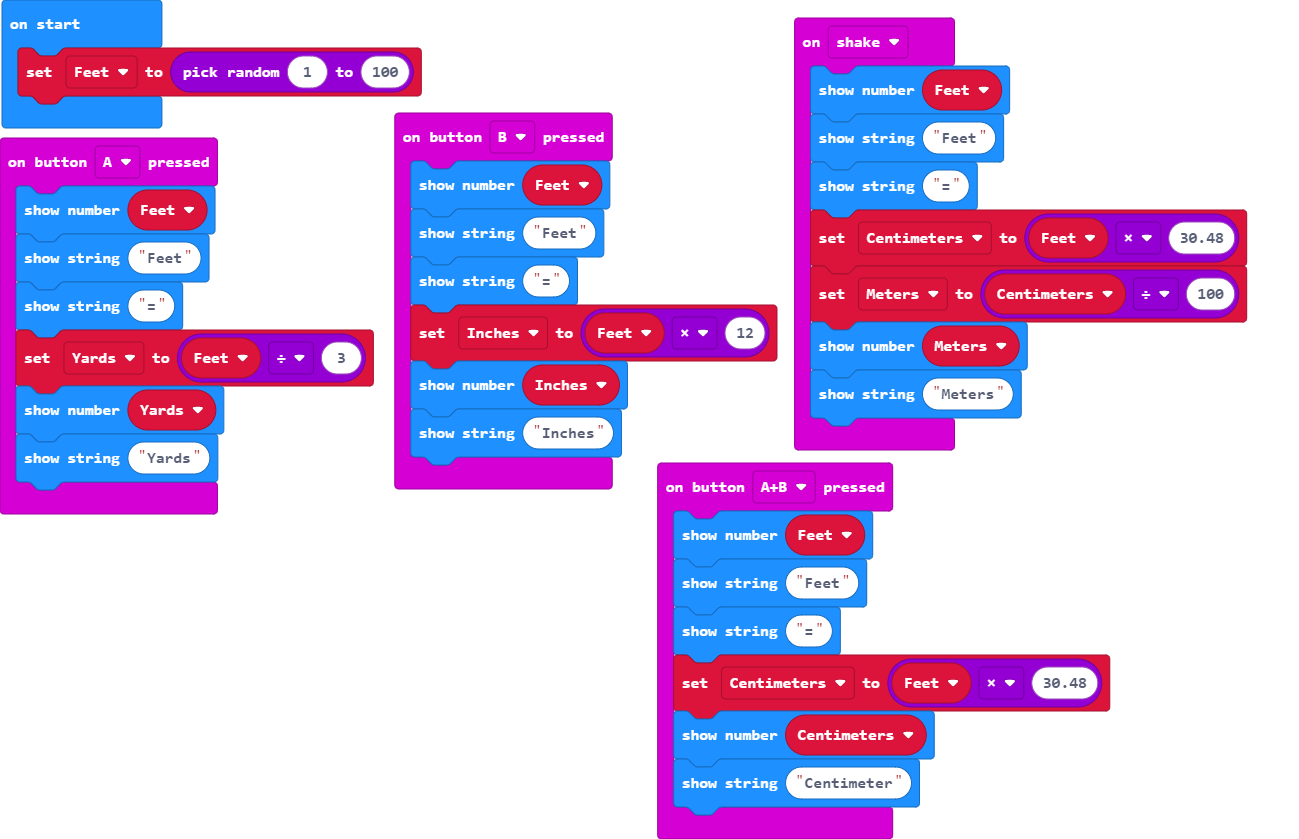 on start
set Feet to pick random 1 to 100
on button A pressed
show number Feet
show string "Feet"
show string "="
set Yards to Feet ÷ 3
show number Yards
show string "Yards"
on button B pressed
show number Feet
show string "Feet"
show string "="
set Inches to Feet × 12
show number Inches
show string "Inches"
on shake
show number Feet
show string "Feet"
show string "="
set Centimeters to Feet × 30.48
set Meters to Centimeters ÷ 100
show number Meters
show string "Meters"
on button A+B pressed
show number Feet
show string "Feet"
show string "="
set Centimeters to Feet × 30.48
show number Centimeters
show string "Centimeter"